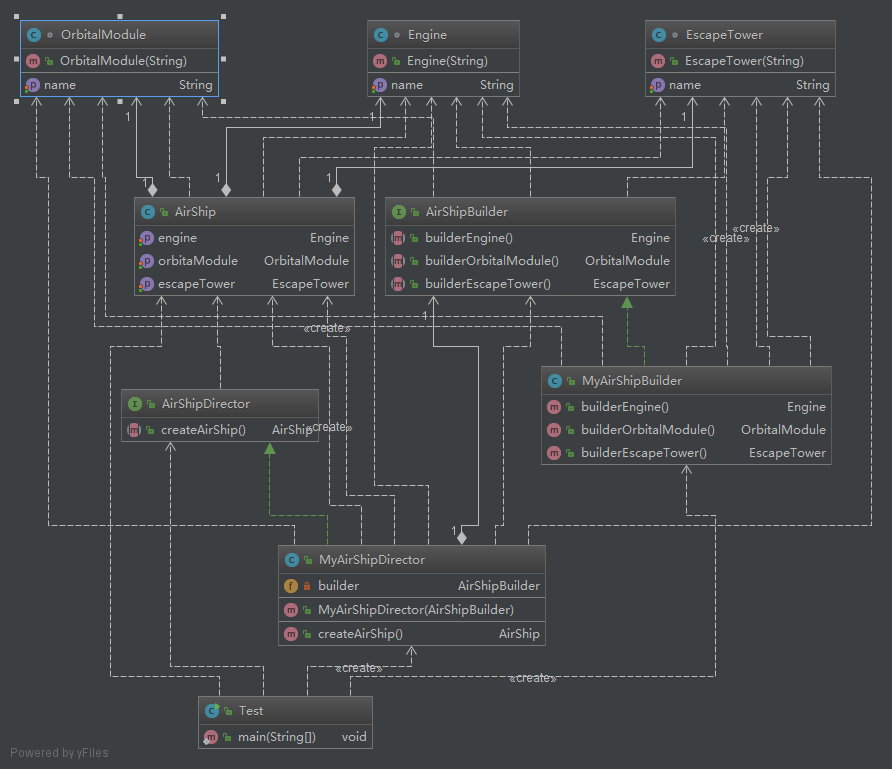 OrbitalModule
OrbitalModule(String)
name String
Engine
Engine(String)
name String
EscapeTower
EscapeTower(String)
name String
1
1
1
1
1
1
AirShip
engine Engine
orbitaModule OrbitalModule
escapeTower EscapeTower
AirShipBuilder
builderEngine() Engine
builderOrbitalModule() OrbitalModule
builderEscapeTower() EscapeTower
«create»
«create»
1
«create»
MyAirShipBuilder
builderEngine() Engine
builderOrbitalModule() OrbitalModule
builderEscapeTower() EscapeTower
AirShipDirector
createAirShip() AirShip
«create»
1
MyAirShipDirector
builder AirShipBuilder
MyAirShipDirector(AirShipBuilder)
createAirShip() AirShip
«create»
«create»
Test
main(String[]) void
Powered by yFiles